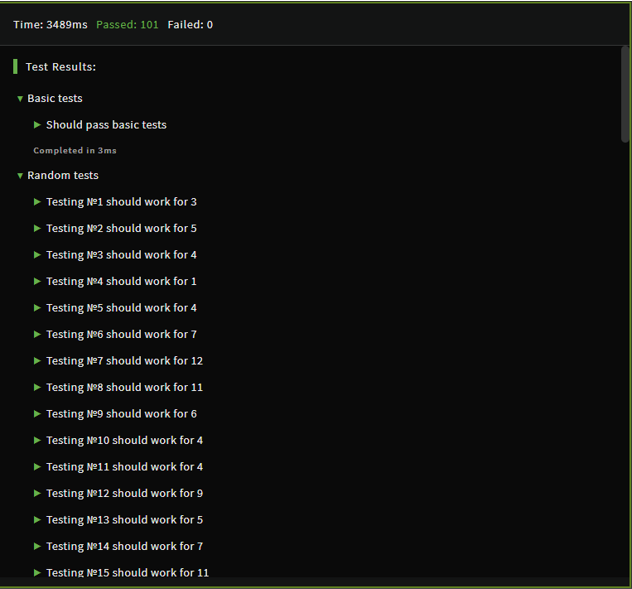 Time: 3489ms Passed: 101 Failed: 0
Test Results:
Basic tests
Should pass basic tests
Completed in 3ms
Random tests
Testing №1 should work for 3
Testing №2 should work for 5
Testing №3 should work for 4
Testing №4 should work for 1
Testing №5 should work for 4
Testing №6 should work for 7
Testing №7 should work for 12
Testing №8 should work for 11
Testing №9 should work for 6
Testing №10 should work for 4
Testing №11 should work for 4
Testing №12 should work for 9
Testing №13 should work for 5
Testing №14 should work for 7
Testing №15 should work for 11